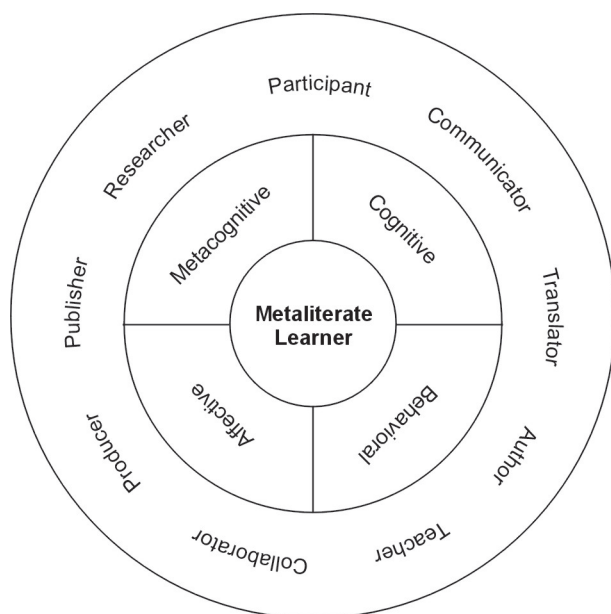 Participant
Communicator
Translator
Author
Teacher
Collaborator
Producer
Publisher
Researcher
Metacognitive
Cognitive
Behavioral
Affective
Metaliterate
Learner